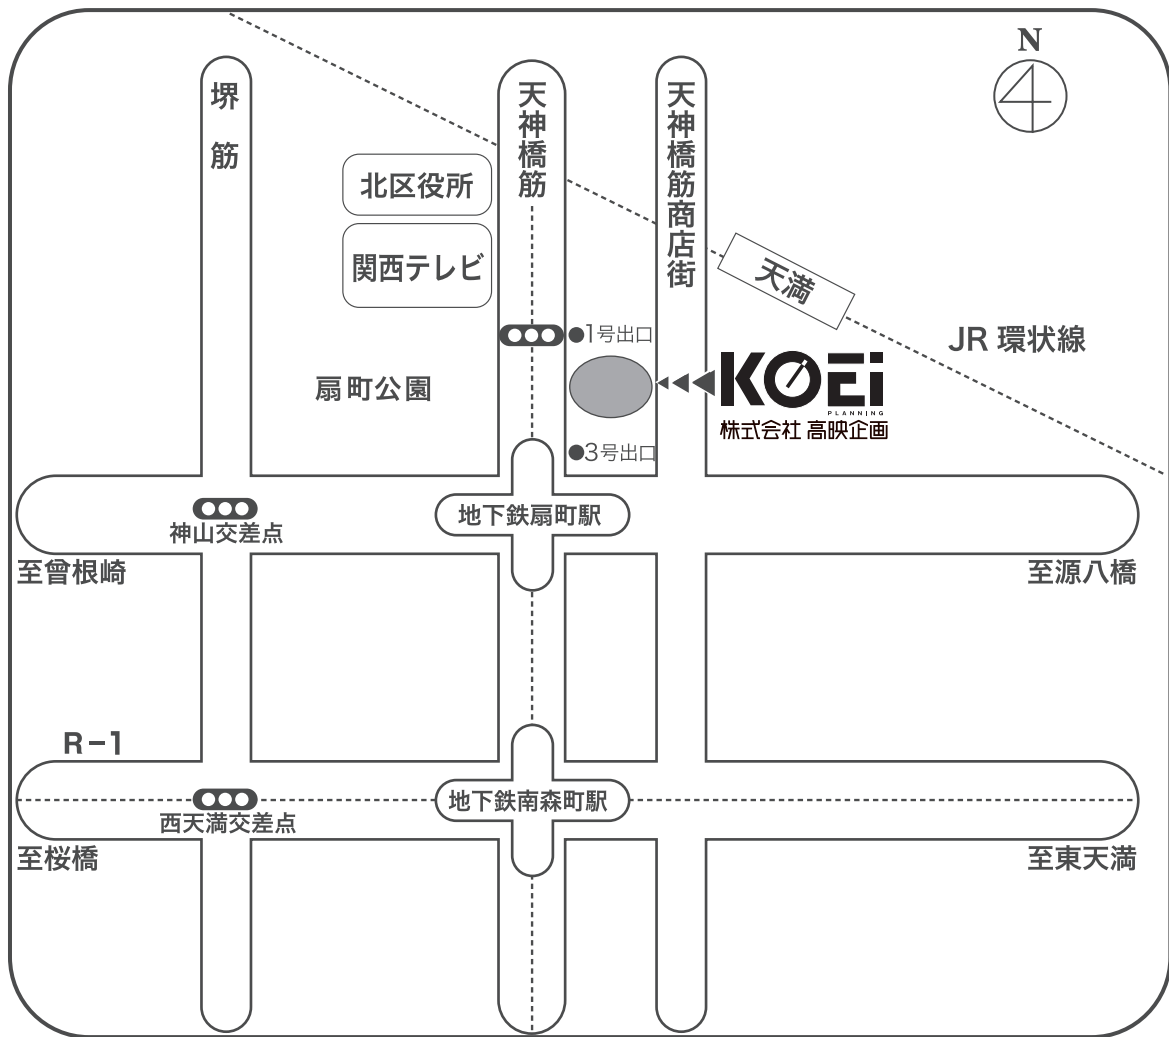 N
堺筋
天神橋筋
天神橋筋商店街
北区役所
関西テレビ
天満
JR 環状線
●1号出口
扇町公園
KOEi
PLANNING
株式会社 高映企画
●3号出口
地下鉄扇町駅
神山交差点
至曾根崎
至源八橋
R-1
地下鉄南森町駅
西天満交差点
至桜橋
至東天満